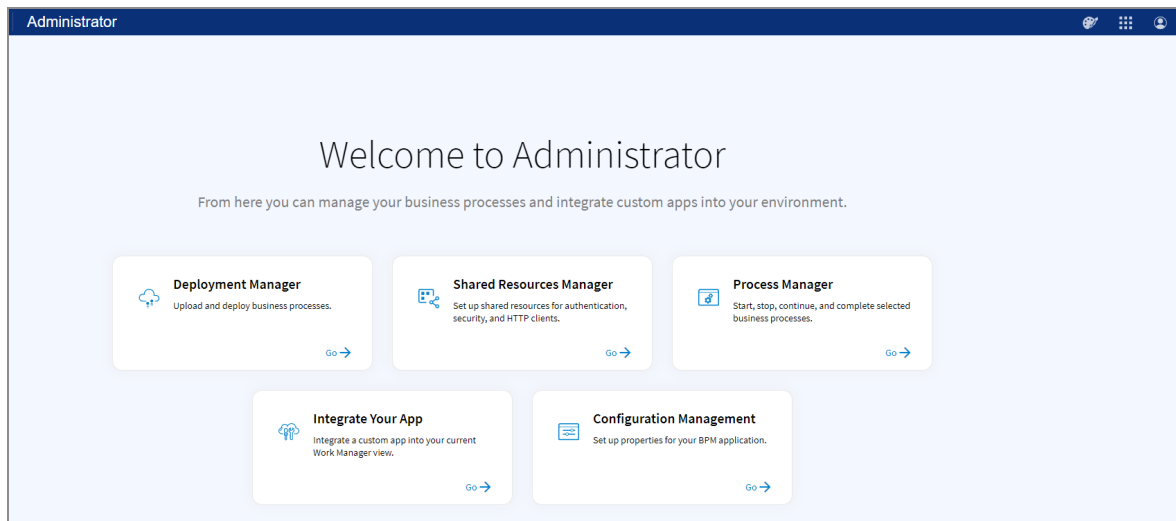 Administrator
Welcome to Administrator
From here you can manage your business processes and integrate custom apps into your environment.
Deployment Manager
Upload and deploy business processes.
Go
Shared Resources Manager
Set up shared resources for authentication,
security, and HTTP clients.
Go
Process Manager
Start, stop, continue, and complete selected
business processes.
Go
Integrate Your App
Integrate a custom app into your current
Work Manager view.
Go
Configuration Management
Set up properties for your BPM application.
Go